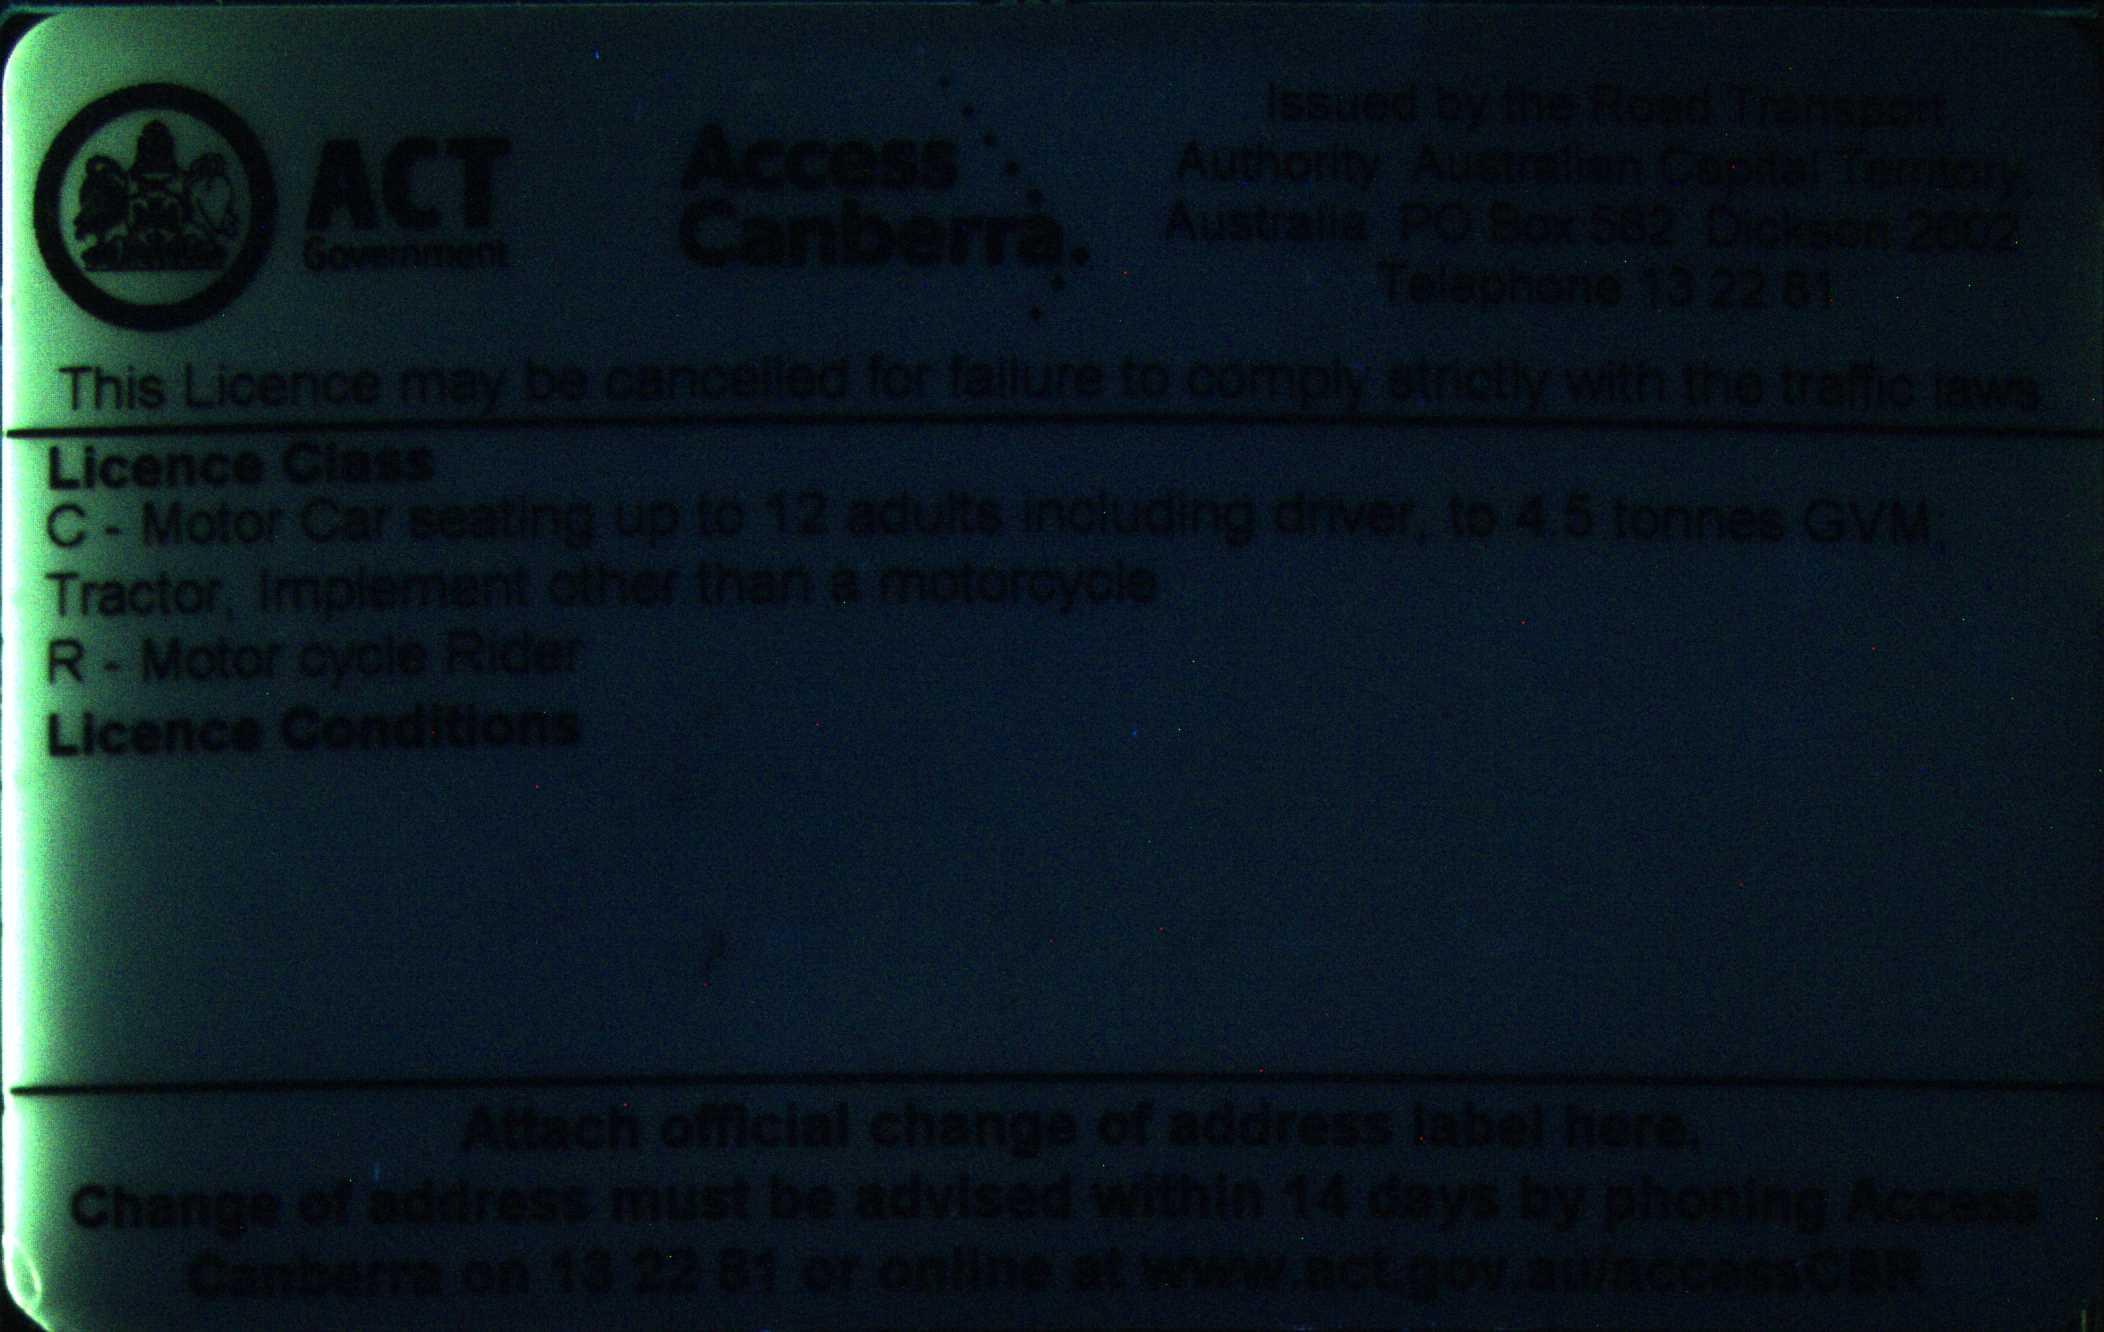 ACT
Government
Access
Canberra.
Issued by the Road Transport
Authority Australian Capital Territory
Australia PO Box 582 Dickson 2602
Telephone 13 22 81
This Licence may be cancelled for failure to comply strictly with the traffic laws
Licence Class
C - Motor Car seating up to 12 adults including driver, to 4.5 tonnes GVM,
Tractor, Implement other than a motorcycle
R - Motor cycle Rider
Licence Conditions
Attach official change of address label here.
Change of address must be advised within 14 days by phoning Access
Canberra on 13 22 81 or online at www.act.gov.au/accessCBR